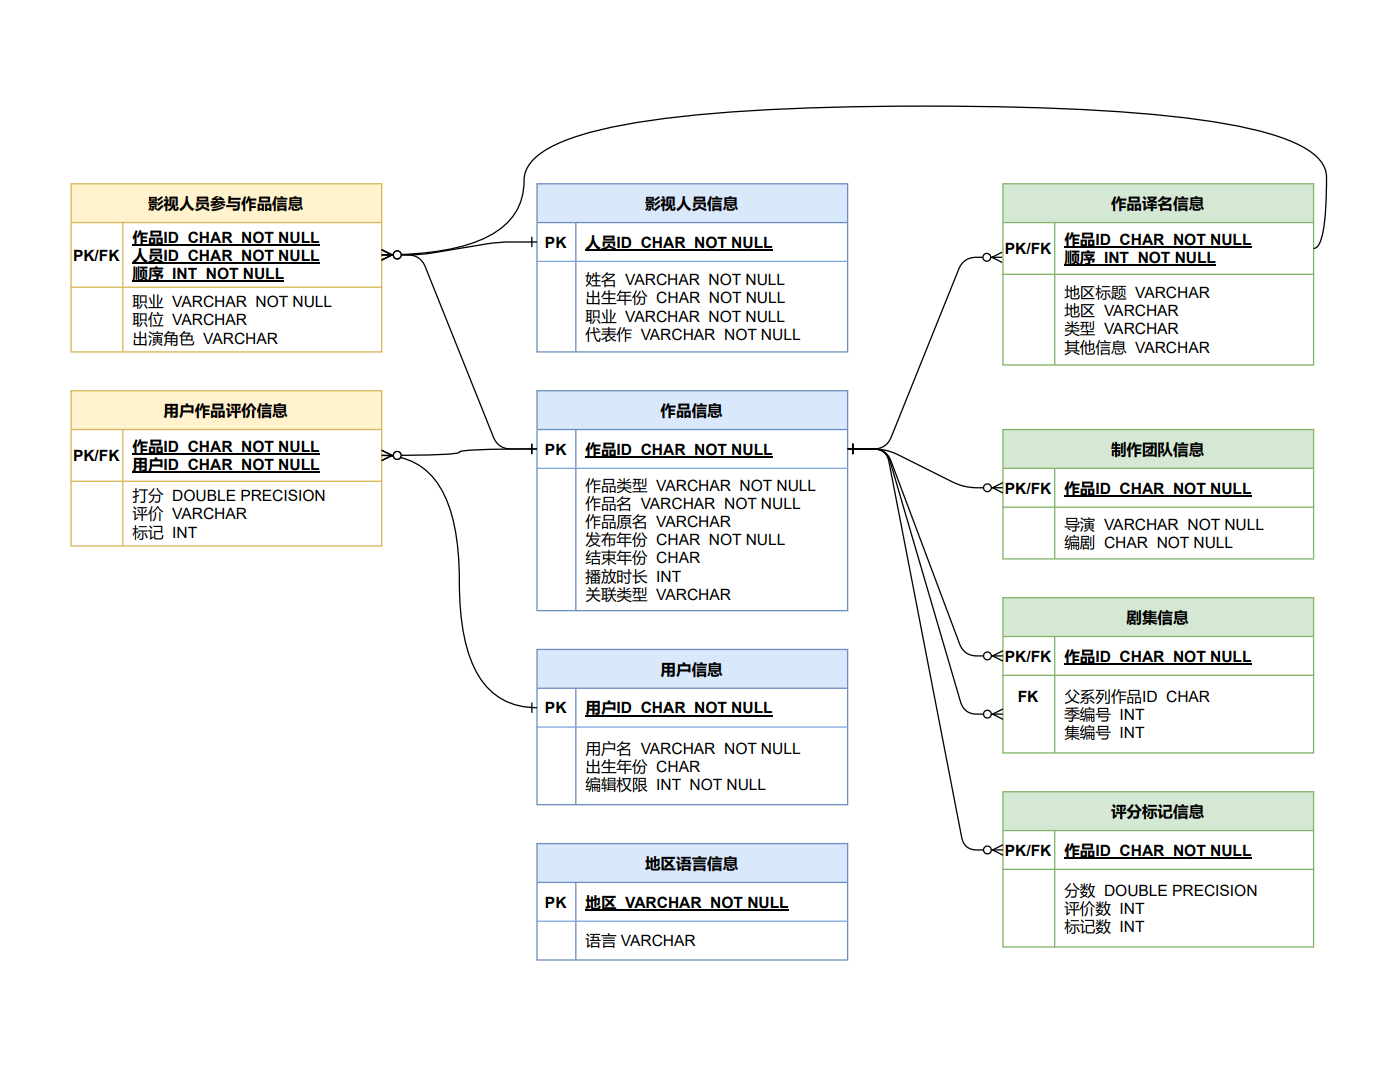 影视人员参与作品信息
PK/FK
作品ID  CHAR  NOT NULL
人员ID  CHAR  NOT NULL
顺序  INT  NOT NULL
职业  VARCHAR  NOT NULL
职位  VARCHAR
出演角色  VARCHAR
用户作品评价信息
PK/FK
作品ID  CHAR  NOT NULL
用户ID  CHAR  NOT NULL
打分  DOUBLE PRECISION
评价  VARCHAR
标记  INT
影视人员信息
PK
人员ID  CHAR  NOT NULL
姓名  VARCHAR  NOT NULL
出生年份  CHAR  NOT NULL
职业  VARCHAR  NOT NULL
代表作  VARCHAR  NOT NULL
作品信息
PK
作品ID  CHAR  NOT NULL
作品类型  VARCHAR  NOT NULL
作品名  VARCHAR  NOT NULL
作品原名  VARCHAR
发布年份  CHAR  NOT NULL
结束年份  CHAR
播放时长  INT
关联类型  VARCHAR
用户信息
PK
用户ID  CHAR  NOT NULL
用户名  VARCHAR  NOT NULL
出生年份  CHAR
编辑权限  INT  NOT NULL
地区语言信息
PK
地区  VARCHAR  NOT NULL
语言 VARCHAR
作品译名信息
PK/FK
作品ID  CHAR  NOT NULL
顺序  INT  NOT NULL
地区标题  VARCHAR
地区  VARCHAR
类型  VARCHAR
其他信息  VARCHAR
制作团队信息
PK/FK
作品ID  CHAR  NOT NULL
导演  VARCHAR  NOT NULL
编剧  CHAR  NOT NULL
剧集信息
PK/FK
作品ID  CHAR  NOT NULL
FK
父系列作品ID  CHAR
季编号  INT
集编号  INT
评分标记信息
PK/FK
作品ID  CHAR  NOT NULL
分数  DOUBLE PRECISION
评价数  INT
标记数  INT